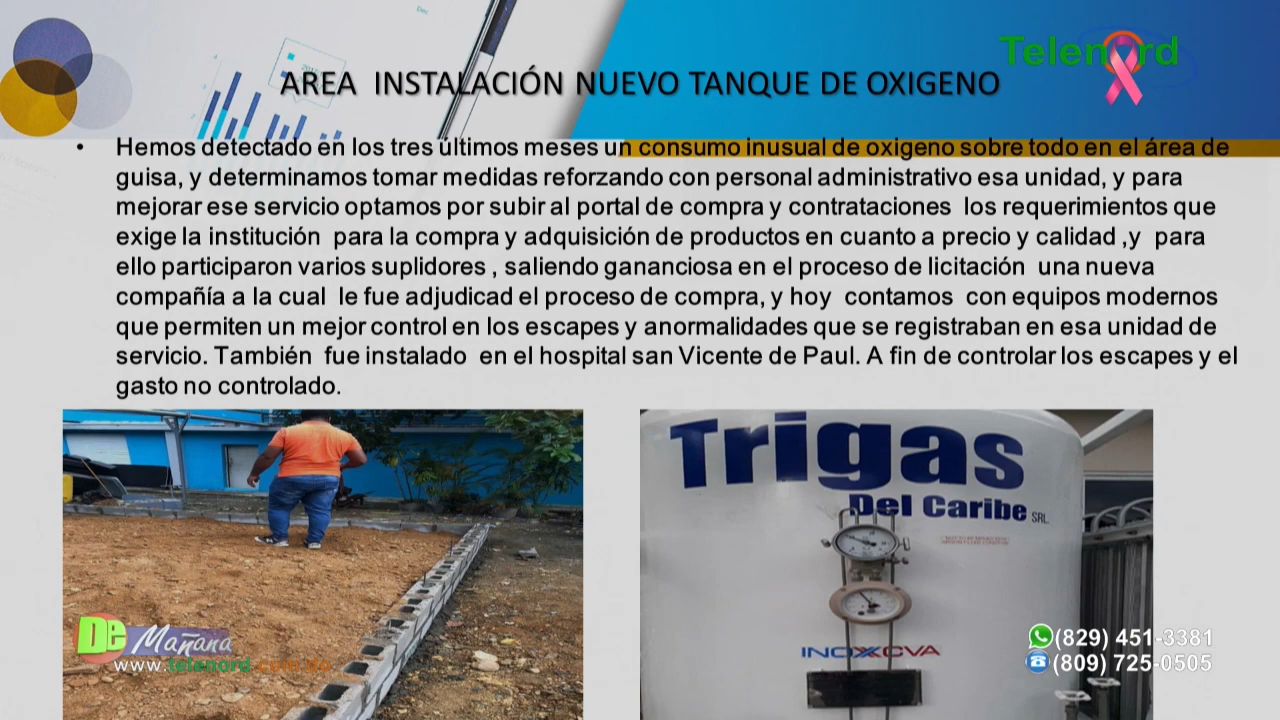 Telenord
AREA INSTALACIÓN NUEVO TANQUE DE OXIGENO
• Hemos detectado en los tres últimos meses un consumo inusual de oxigeno sobre todo en el área de
guisa, y determinamos tomar medidas reforzando con personal administrativo esa unidad, y para
mejorar ese servicio optamos por subir al portal de compra y contrataciones los requerimientos que
exige la institución para la compra y adquisición de productos en cuanto a precio y calidad ,y para
ello participaron varios suplidores , saliendo gananciosa en el proceso de licitación una nueva
compañía a la cual le fue adjudicad el proceso de compra, y hoy contamos con equipos modernos
que permiten un mejor control en los escapes y anormalidades que se registraban en esa unidad de
servicio. También fue instalado en el hospital san Vicente de Paul. A fin de controlar los escapes y el
gasto no controlado.
Trigas
Del Caribe SRL.
INOXCVA
De Mañana
www.telenord.com.do
(829) 451-3381
(809) 725-0505